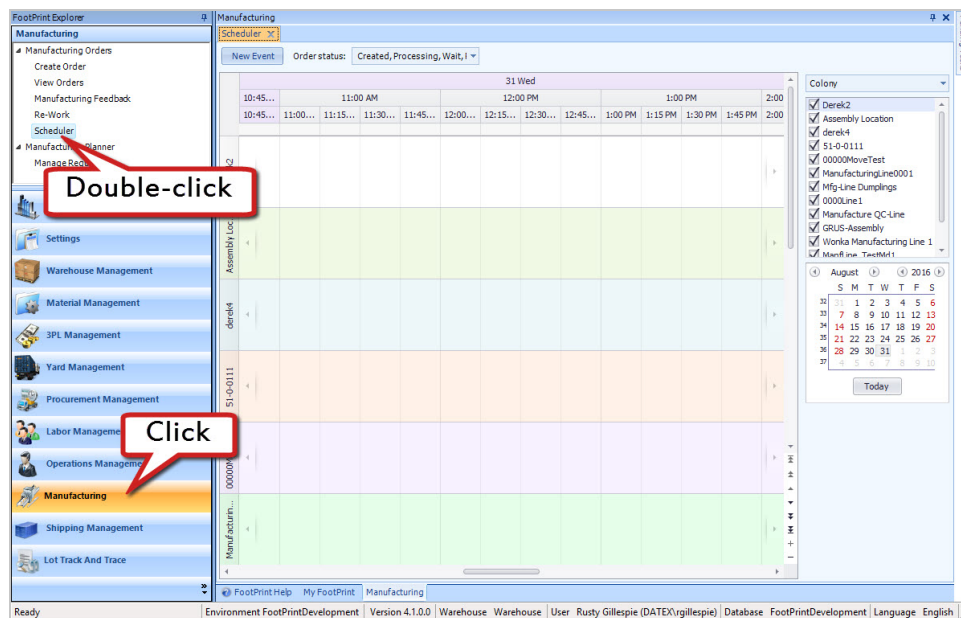 FootPrint Explorer
Manufacturing
Manufacturing Orders
Create Order
View Orders
Manufacturing Feedback
Re-Work
Scheduler
Manufacturing Planner
Double-click
Settings
Warehouse Management
Material Management
3PL Management
Yard Management
Procurement Management
Labor Manageme
Click
Operations Manageme
Manufacturing
Shipping Management
Lot Track And Trace
Manufacturing
Scheduler
New Event Order status: Created, Processing, Wait, I
31 Wed
10:45... 11:00 AM 12:00 PM 1:00 PM 2:00
10:45... 11:00... 11:15... 11:30... 11:45... 12:00... 12:15... 12:30... 12:45... 1:00 PM 1:15 PM 1:30 PM 1:45 PM 2:00
Assembly Loc...
derek4
51-0-0111
Manufacturin...
Colony
Derek2
Assembly Location
derek4
51-0-0111
00000MoveTest
ManufacturingLine0001
Mfg-Line Dumplings
0000Line1
Manufacture QC-Line
GRUS-Assembly
Wonka Manufacturing Line 1
August 2016
S M T W T F S
32 31 1 2 3 4 5 6
33 7 8 9 10 11 12 13
34 14 15 16 17 18 19 20
35 21 22 23 24 25 26 27
36 28 29 30 31 1 2 3
37 4 5 6 7 8 9 10
Today
FootPrint Help My FootPrint Manufacturing
Ready Environment FootPrintDevelopment Version 4.1.0.0 Warehouse Warehouse User Rusty Gillespie (DATEX\rgillespie) Database FootPrintDevelopment Language English